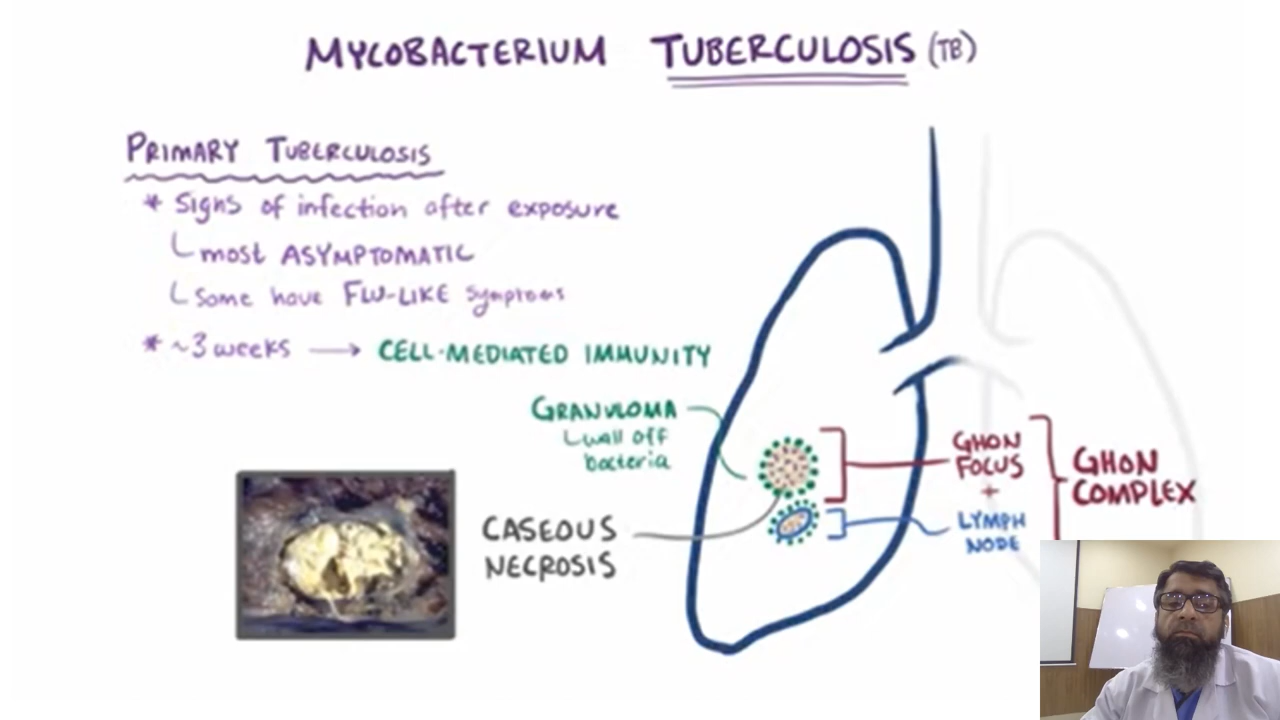 MYCOBACTERIUM TUBERCULOSIS (TB)
PRIMARY TUBERCULOSIS
* Signs of infection after exposure
most ASYMPTOMATIC
Some have FLU-LIKE symptoms
* ~3 weeks → CELL-MEDIATED IMMUNITY
GRANULOMA
wall off
bacteria
CASEOUS
NECROSIS
GHON
FOCUS
+
LYMPH
NODE
GHON
COMPLEX